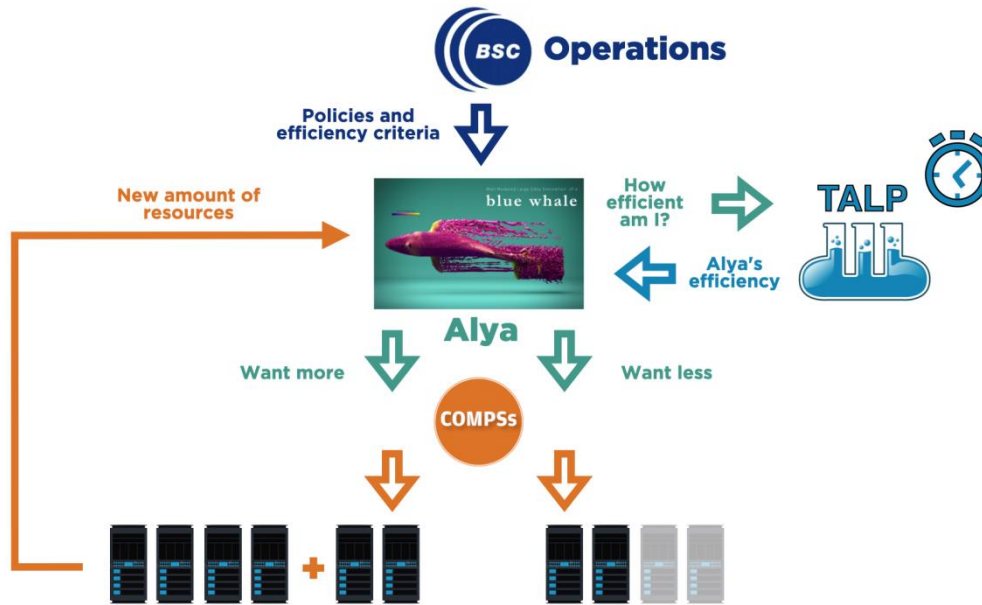 BSC Operations
Policies and
efficiency criteria
New amount of
resources
blue whale
How
efficient
am I?
TALP
Alya's
efficiency
Alya
Want more
Want less
COMPSs
+